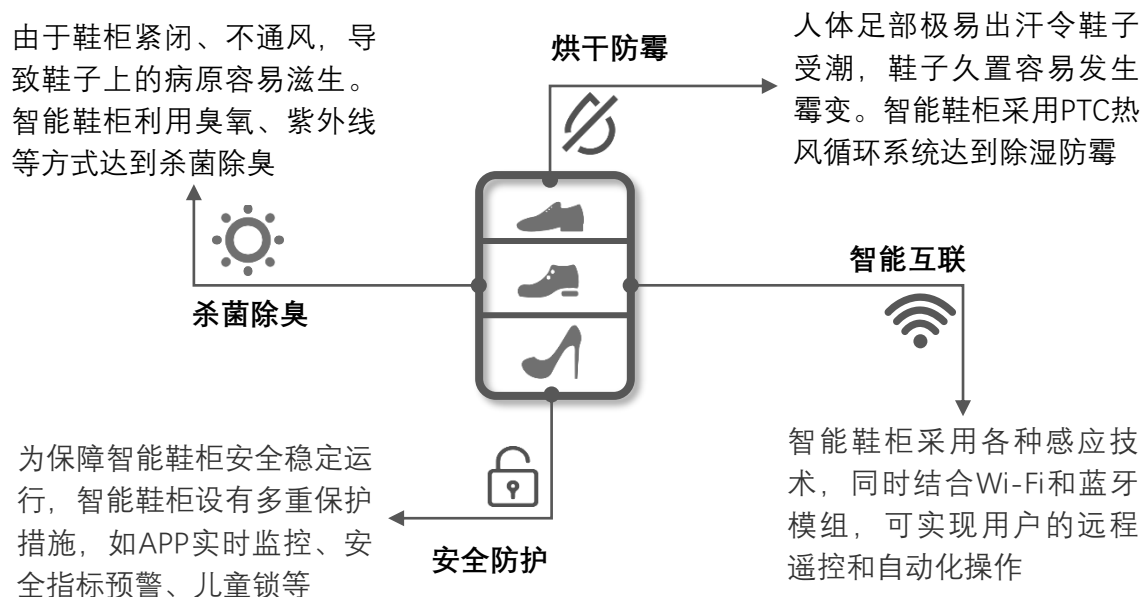 由于鞋柜紧闭、不通风，导
致鞋子上的病原容易滋生。
智能鞋柜利用臭氧、紫外线
等方式达到杀菌除臭
杀菌除臭
烘干防霉
人体足部极易出汗令鞋子
受潮，鞋子久置容易发生
霉变。智能鞋柜采用PTC热
风循环系统达到除湿防霉
智能互联
智能鞋柜采用各种感应技
术，同时结合Wi-Fi和蓝牙
模组，可实现用户的远程
遥控和自动化操作
为保障智能鞋柜安全稳定运
行，智能鞋柜设有多重保护
措施，如APP实时监控、安
全指标预警、儿童锁等
安全防护